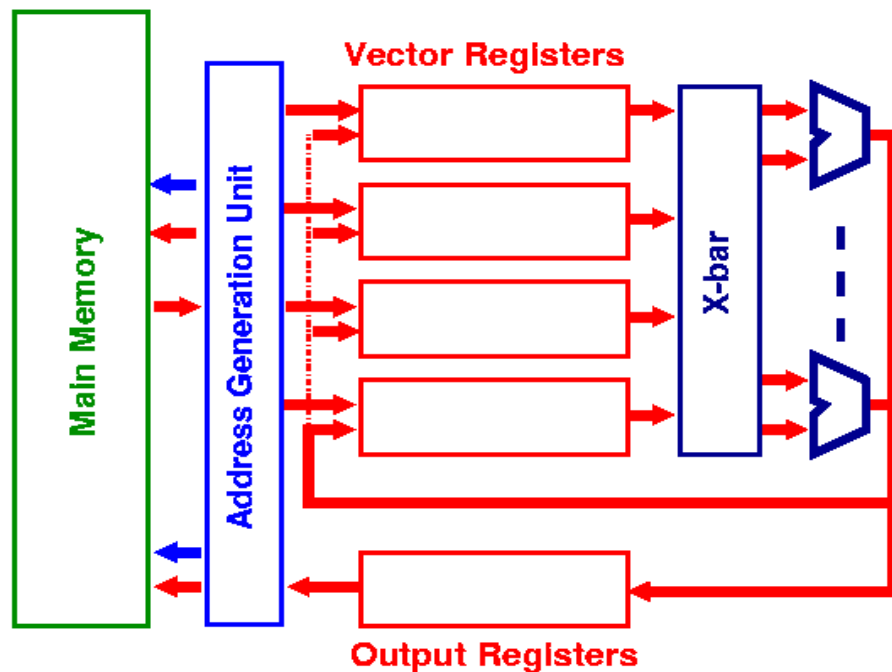 Vector Registers
Main Memory
Address Generation Unit
X-bar
Output Registers